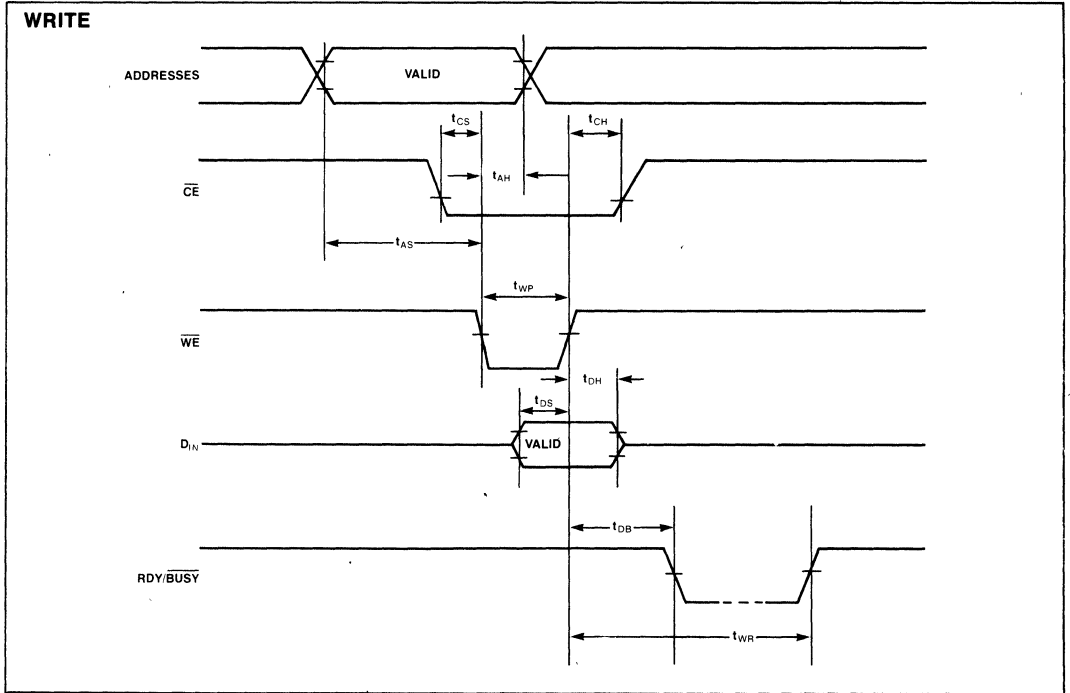 WRITE
ADDRESSES
VALID
tCS
tCH
tAH
CE
tAS
tWP
WE
tDH
tDS
DIN
VALID
tDB
RDY/BUSY
tWR